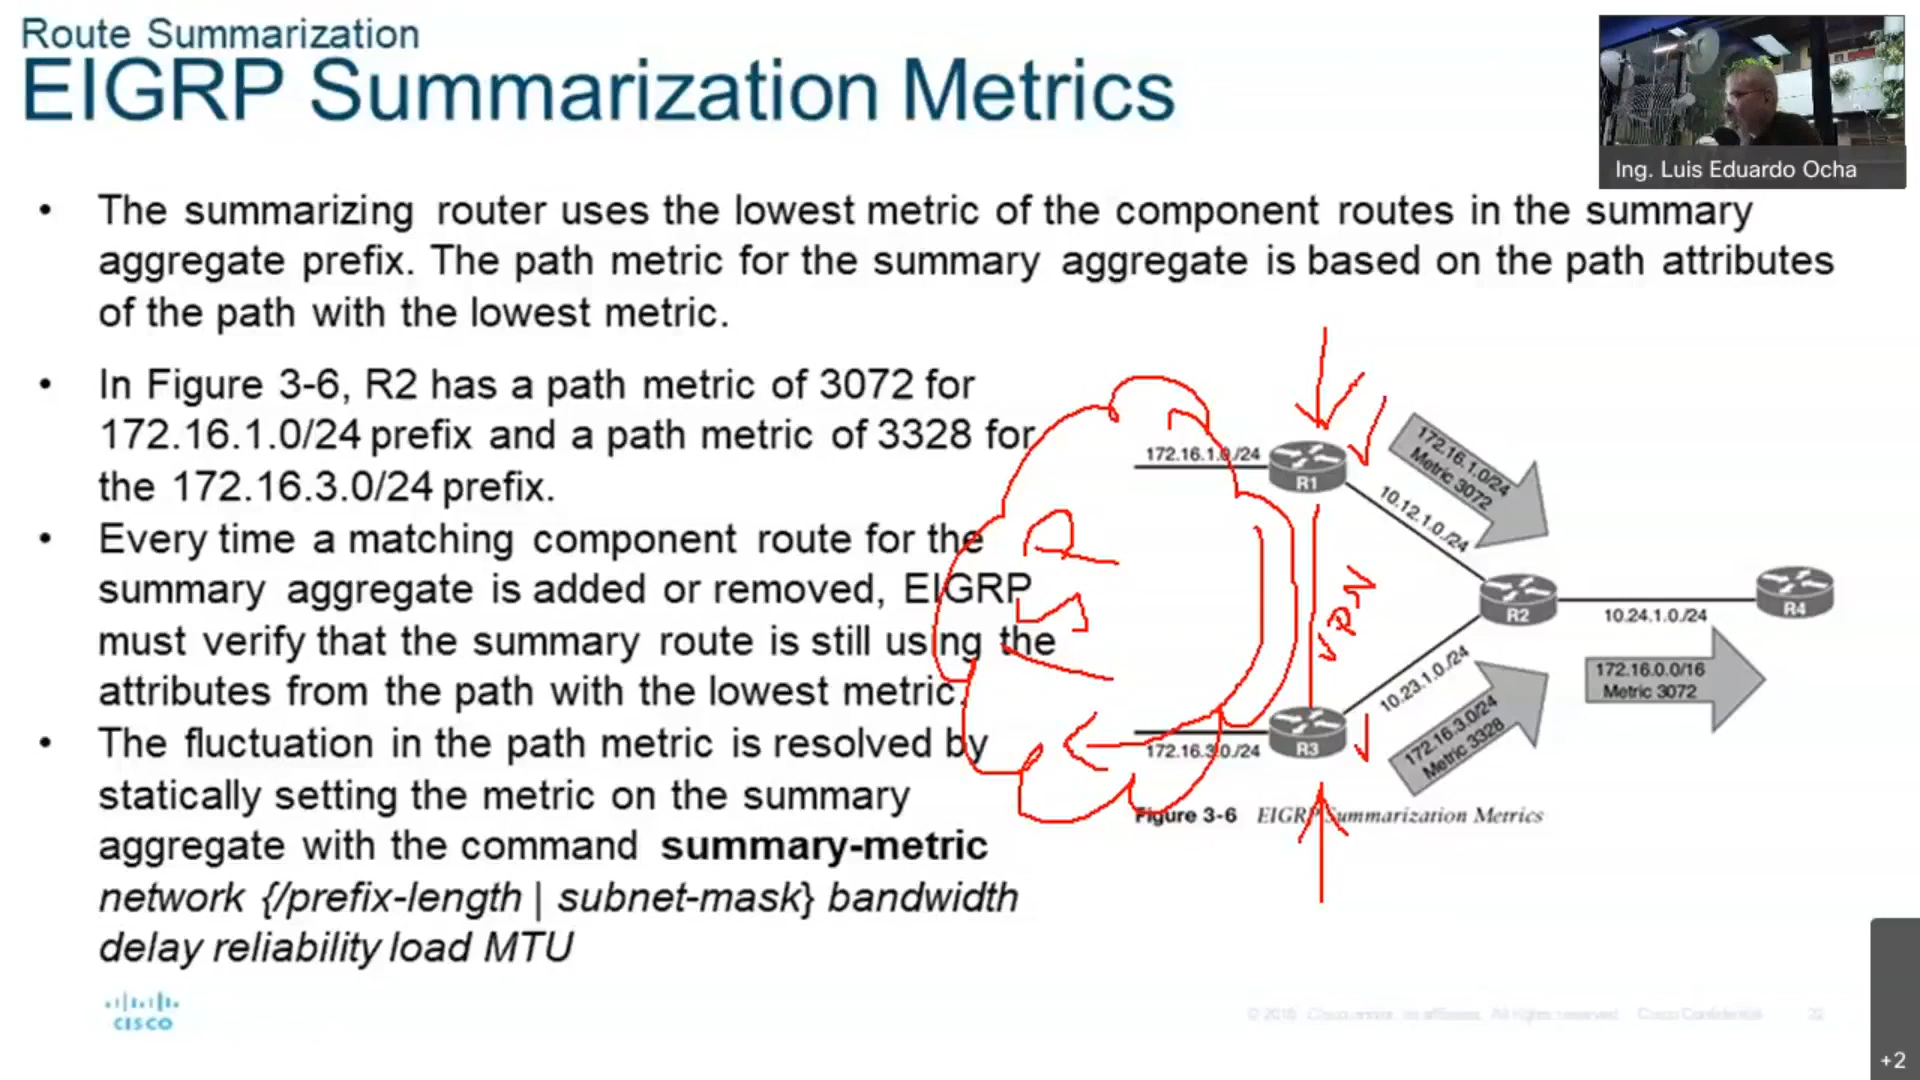 Route Summarization
EIGRP Summarization Metrics
Ing. Luis Eduardo Ocha
• The summarizing router uses the lowest metric of the component routes in the summary
aggregate prefix. The path metric for the summary aggregate is based on the path attributes
of the path with the lowest metric.
• In Figure 3-6, R2 has a path metric of 3072 for
172.16.1.0/24 prefix and a path metric of 3328 for
the 172.16.3.0/24 prefix.
• Every time a matching component route for the
summary aggregate is added or removed, EIGRP
must verify that the summary route is still using the
attributes from the path with the lowest metric.
• The fluctuation in the path metric is resolved by
statically setting the metric on the summary
aggregate with the command summary-metric
network {/prefix-length | subnet-mask} bandwidth
delay reliability load MTU
172.16.1.0/24
R1
172.16.1.0/24
Metric 3072
10.12.1.0/24
VPN
R2
10.24.1.0/24
R4
10.23.1.0/24
172.16.0.0/16
Metric 3072
172.16.3.0/24
R3
172.16.3.0/24
Metric 3328
Figure 3-6 EIGRP Summarization Metrics
CISCO
All rights reserved. Cisco Confidential
+2